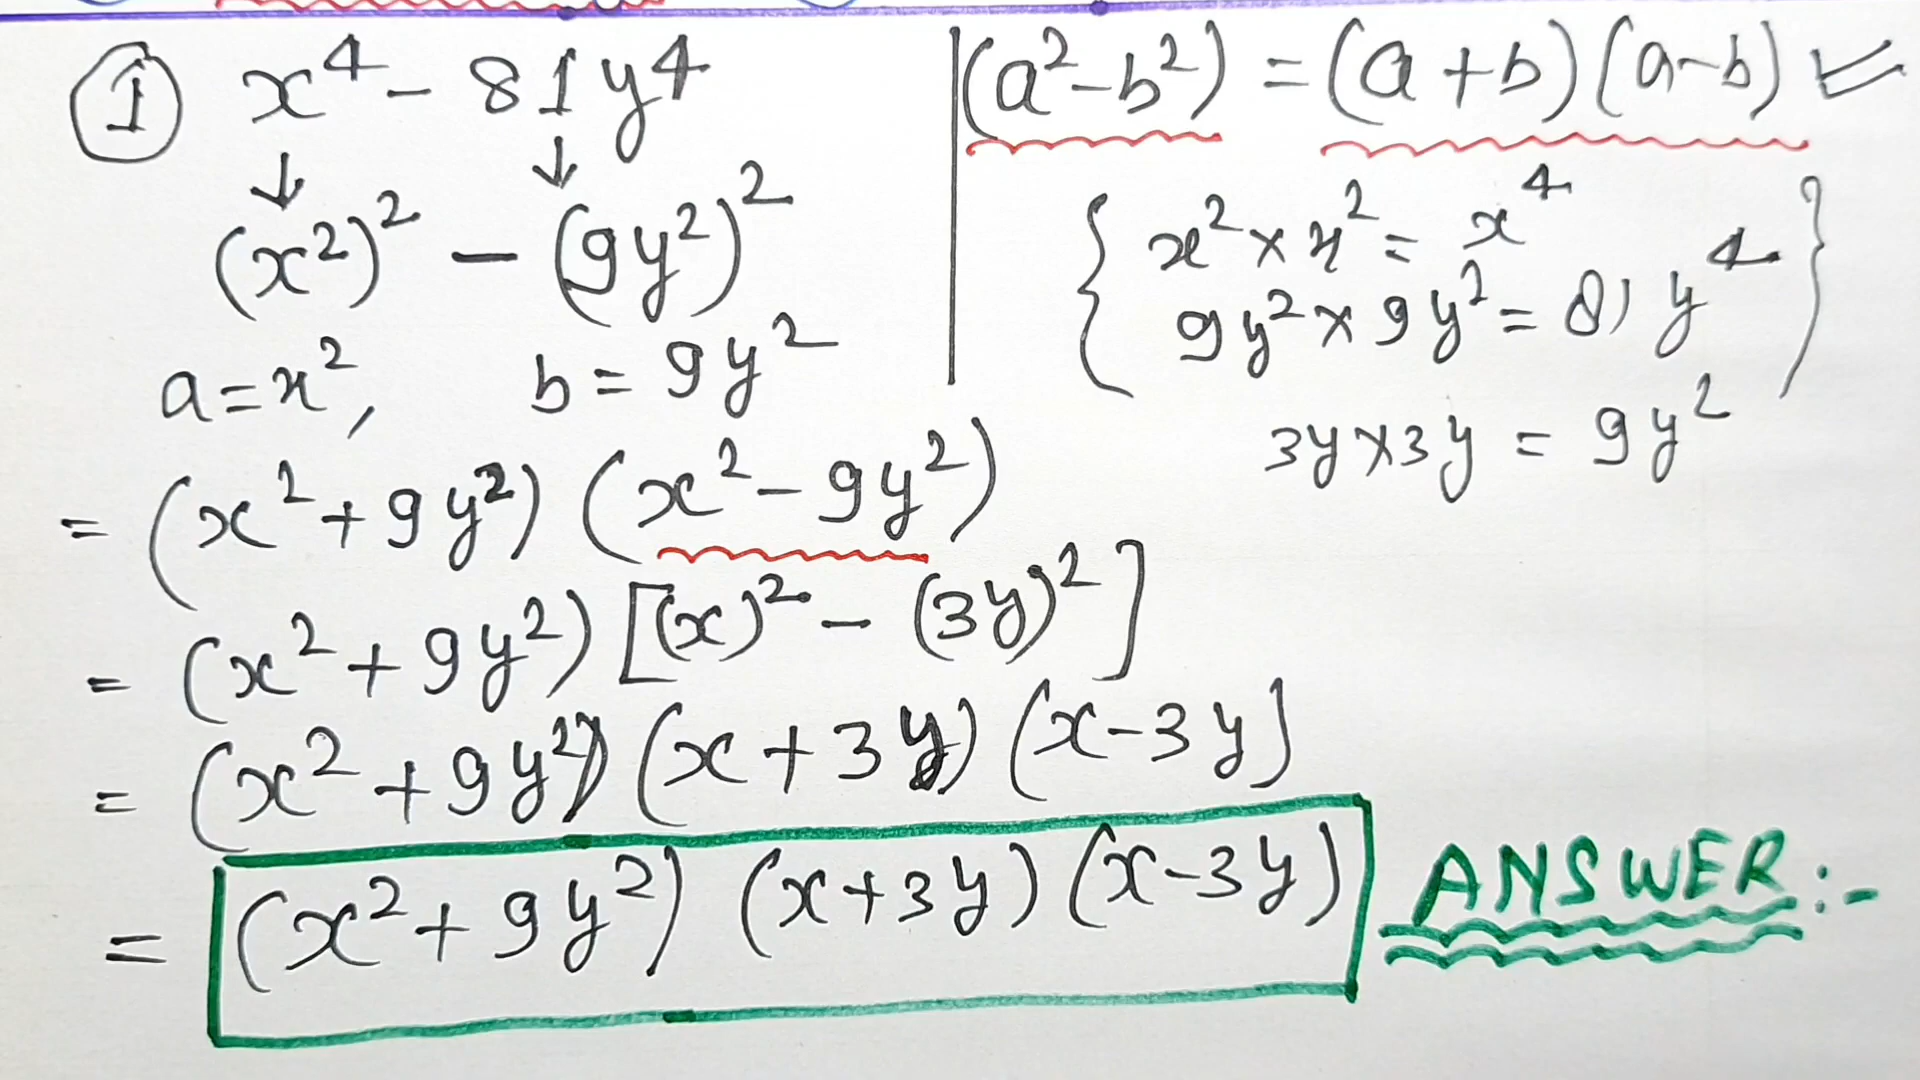 ① x⁴ - 81y⁴
(x²)² - (9y²)²
a=x², b=9y²
(a²-b²) = (a+b)(a-b)
{ x² × x² = x⁴
9y² × 9y² = 81y⁴ }
3y×3y = 9y²
= (x²+9y²) (x²-9y²)
= (x²+9y²) [(x)² - (3y)²]
= (x²+9y²) (x+3y) (x-3y)
= (x²+9y²) (x+3y) (x-3y) ANSWER:-